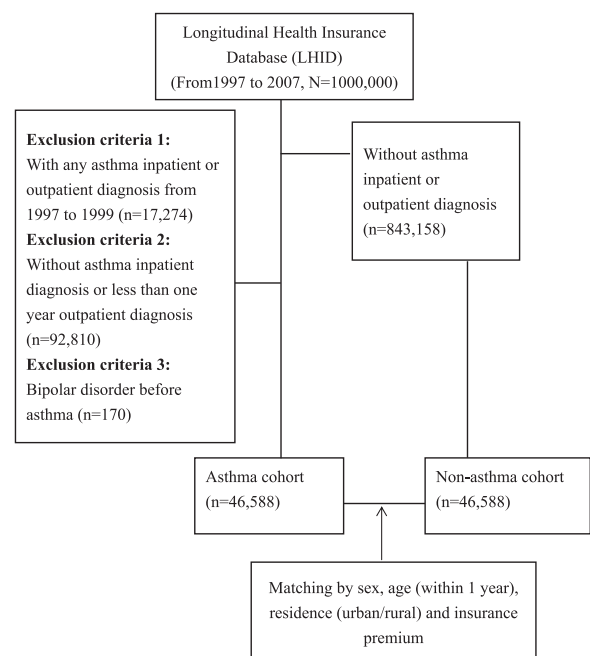 Longitudinal Health Insurance
Database (LHID)
(From1997 to 2007, N=1000,000)
Exclusion criteria 1:
With any asthma inpatient or
outpatient diagnosis from
1997 to 1999 (n=17,274)
Exclusion criteria 2:
Without asthma inpatient
diagnosis or less than one
year outpatient diagnosis
(n=92,810)
Exclusion criteria 3:
Bipolar disorder before
asthma (n=170)
Without asthma
inpatient or
outpatient diagnosis
(n=843,158)
Asthma cohort
(n=46,588)
Non-asthma cohort
(n=46,588)
Matching by sex, age (within 1 year),
residence (urban/rural) and insurance
premium